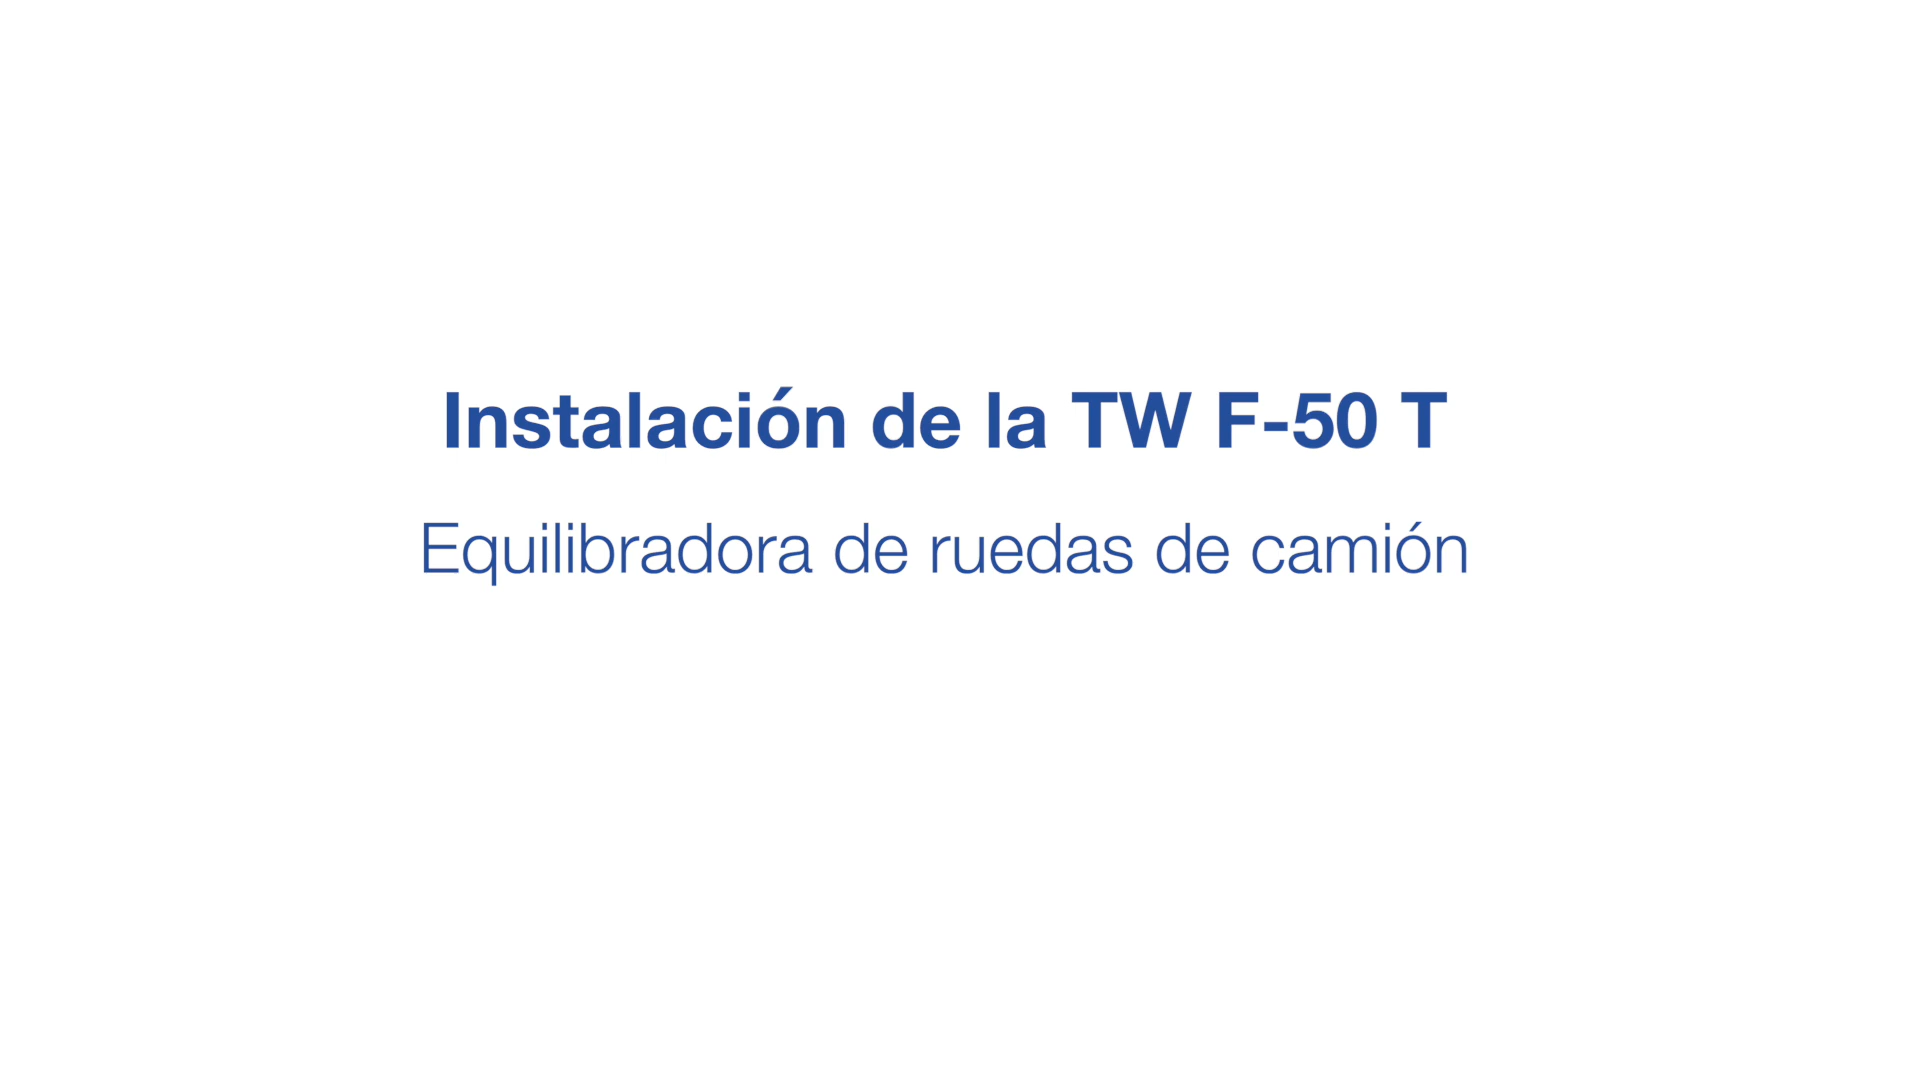 Instalación de la TW F-50 T
Equilibradora de ruedas de camión